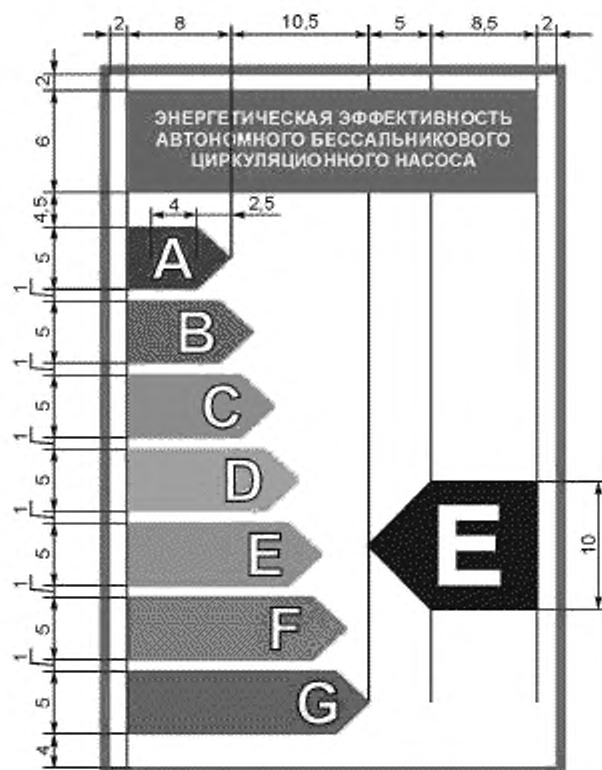 2 8 10,5 5 8,5 2
2
6
ЭНЕРГЕТИЧЕСКАЯ ЭФФЕКТИВНОСТЬ
АВТОНОМНОГО БЕССАЛЬНИКОВОГО
ЦИРКУЛЯЦИОННОГО НАСОСА
4,5
4 2,5
5
A
1
5
B
1
5
C
1
5
D
1
5
E
E
10
1
5
F
1
5
G
4